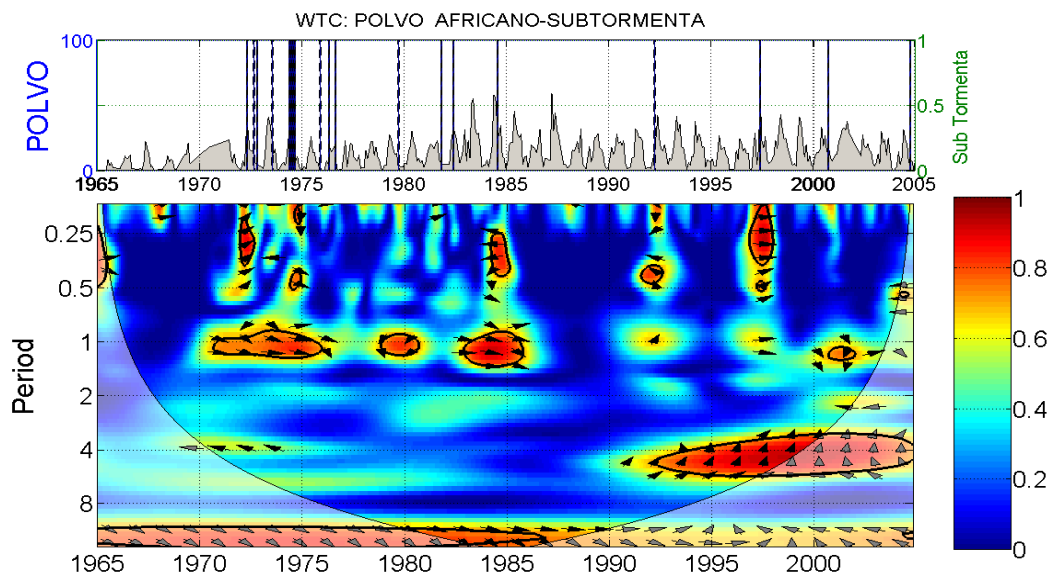 WTC: POLVO AFRICANO-SUBTORMENTA
100
1
POLVO
0.5
Sub Tormenta
0
0
1965 1970 1975 1980 1985 1990 1995 2000 2005
0.25
0.5
1
Period
2
4
8
1
0.8
0.6
0.4
0.2
0
1965 1970 1975 1980 1985 1990 1995 2000